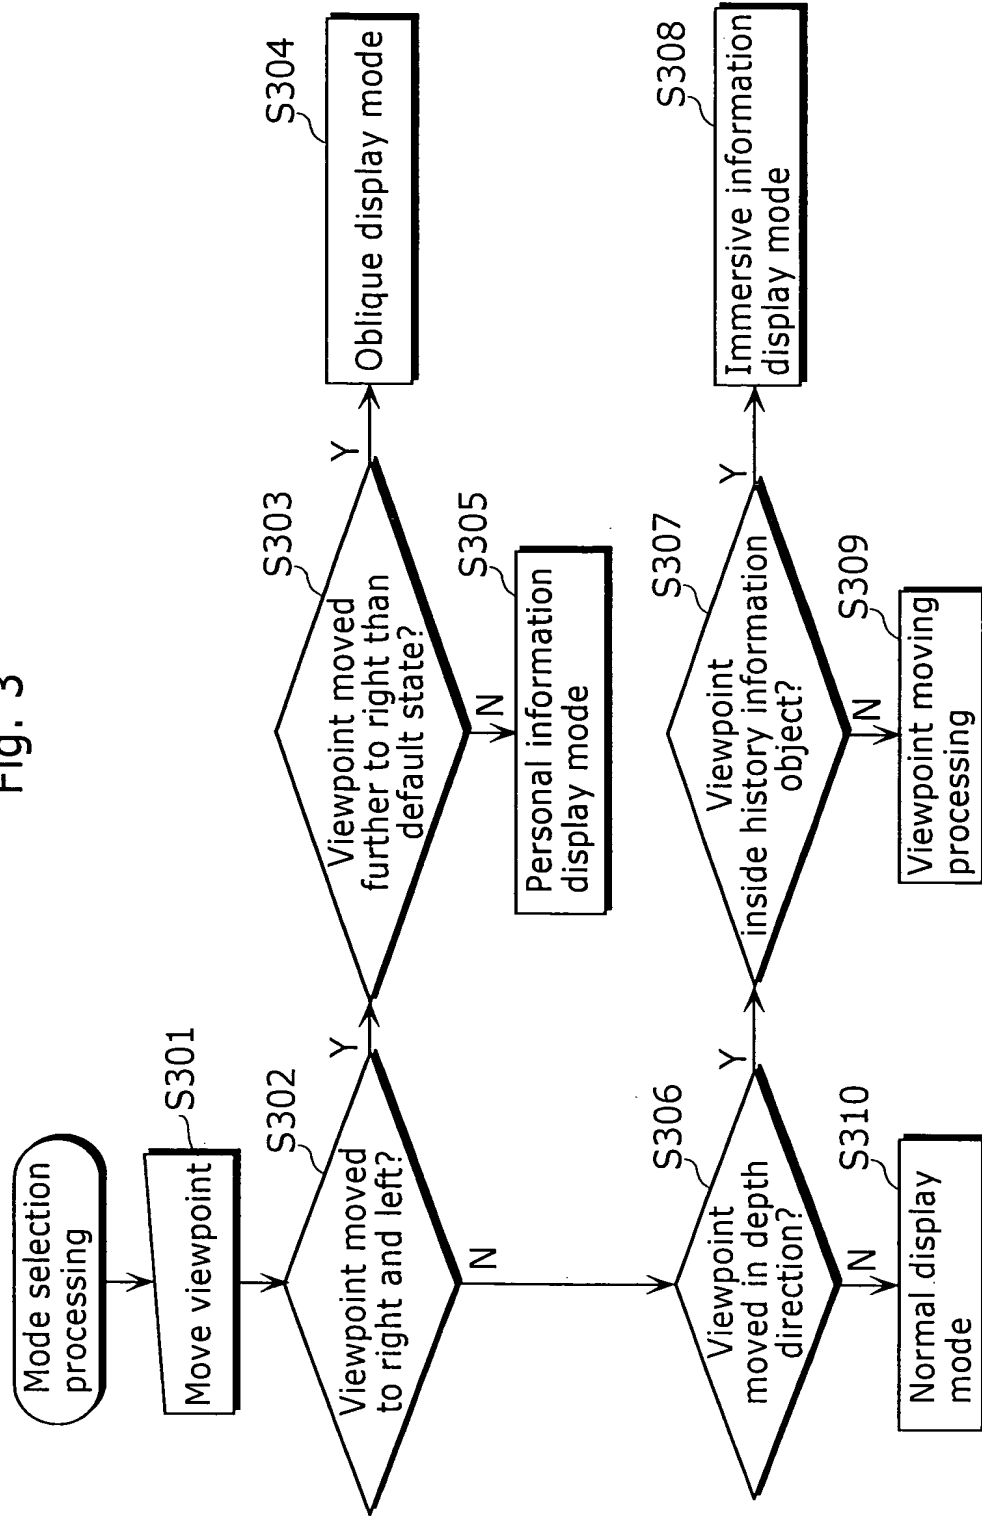 Fig. 3
Mode selection
processing
S301
Move viewpoint
S302
Viewpoint moved
to right and left?
Y
N
S303
Viewpoint moved
further to right than
default state?
Y
N
S304
Oblique display mode
S305
Personal information
display mode
S306
Viewpoint
moved in depth
direction?
Y
N
S307
Viewpoint
inside history information
object?
Y
N
S308
Immersive information
display mode
S309
Viewpoint moving
processing
S310
Normal display
mode